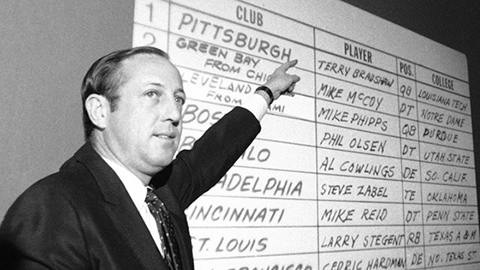 CLUB PLAYER POS. COLLEGE
1 PITTSBURGH TERRY BRADSHAW QB LOUISIANA TECH
2 GREEN BAY FROM CHI MIKE McCOY DT NOTRE DAME
CLEVELAND FROM MIAMI MIKE PHIPPS QB PURDUE
BOS PHIL OLSEN DT UTAH STATE
ALO AL COWLINGS DE SO. CALIF.
ADELPHIA STEVE ZABEL TE OKLAHOMA
INCINNATI MIKE REID DT PENN STATE
ST. LOUIS LARRY STEGENT RB TEXAS A & M
FRANCISCO CEDRIC HARDMAN DE NO. TEXAS ST.